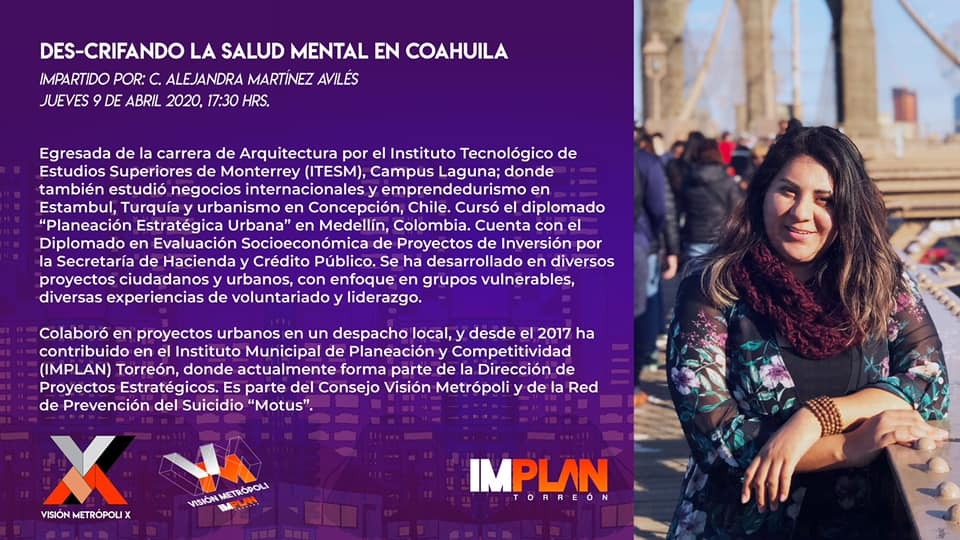 DES-CRIFANDO LA SALUD MENTAL EN COAHUILA
IMPARTIDO POR: C. ALEJANDRA MARTÍNEZ AVILÉS
JUEVES 9 DE ABRIL 2020, 17:30 HRS.
Egresada de la carrera de Arquitectura por el Instituto Tecnológico de
Estudios Superiores de Monterrey (ITESM), Campus Laguna; donde
también estudió negocios internacionales y emprendedurismo en
Estambul, Turquía y urbanismo en Concepción, Chile. Cursó el diplomado
“Planeación Estratégica Urbana” en Medellín, Colombia. Cuenta con el
Diplomado en Evaluación Socioeconómica de Proyectos de Inversión por
la Secretaría de Hacienda y Crédito Público. Se ha desarrollado en diversos
proyectos ciudadanos y urbanos, con enfoque en grupos vulnerables,
diversas experiencias de voluntariado y liderazgo.
Colaboró en proyectos urbanos en un despacho local, y desde el 2017 ha
contribuido en el Instituto Municipal de Planeación y Competitividad
(IMPLAN) Torreón, donde actualmente forma parte de la Dirección de
Proyectos Estratégicos. Es parte del Consejo Visión Metrópoli y de la Red
de Prevención del Suicidio “Motus”.
VISIÓN METRÓPOLI X
VISIÓN METRÓPOLI
IMPLAN
IMPLAN
TORREÓN